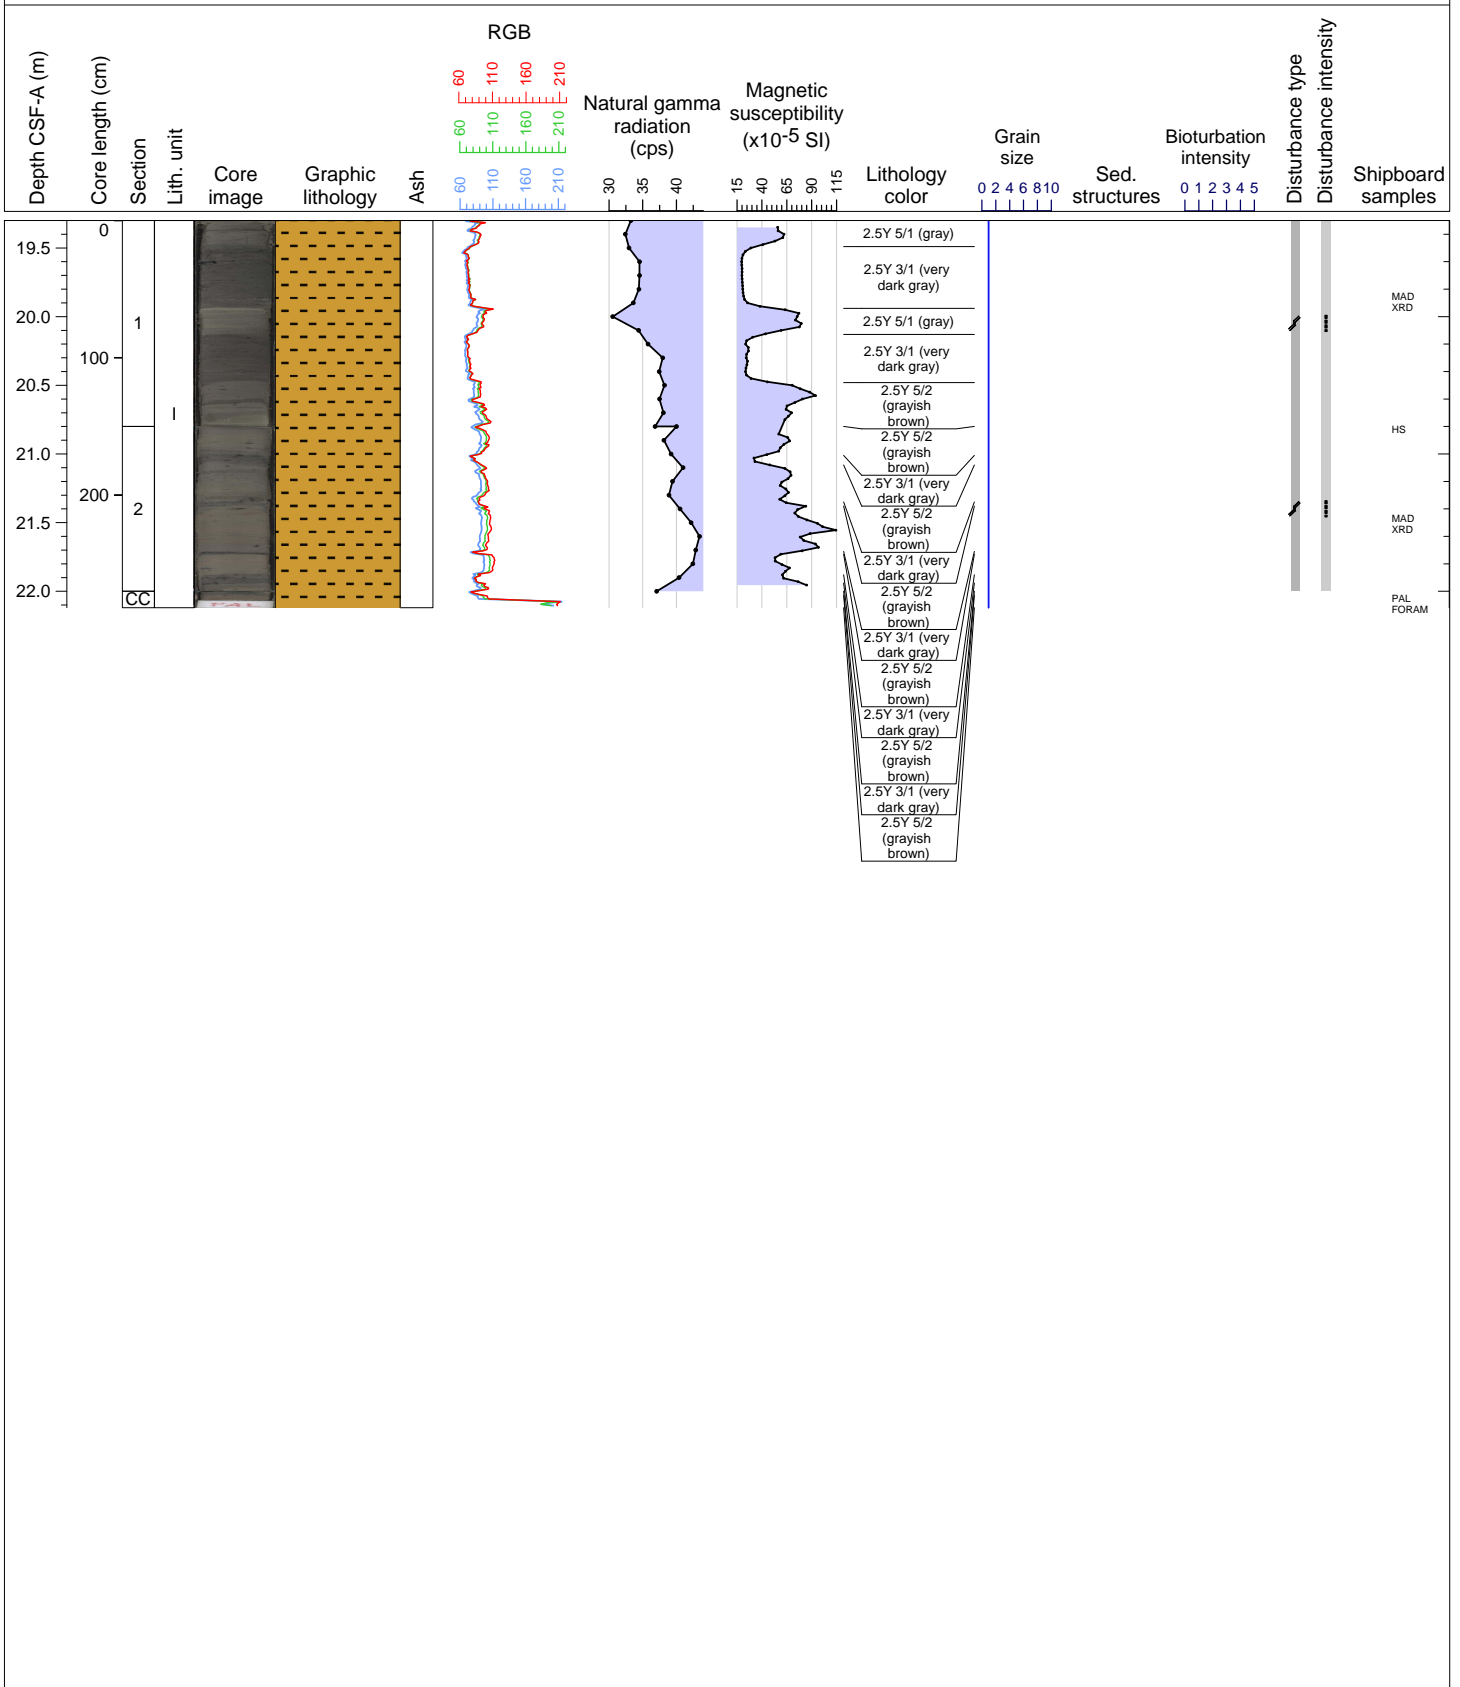 Depth CSF-A (m)
Core length (cm)
Section
Lith. unit
Core
image
Graphic
lithology
Ash
RGB
60 110 160 210
60 110 160 210
60 110 160 210
Natural gamma
radiation
(cps)
30 35 40
Magnetic
susceptibility
(x10-5 SI)
15 40 65 90 115
Lithology
color
Grain
size
0 2 4 6 8 10
Sed.
structures
Bioturbation
intensity
0 1 2 3 4 5
Disturbance type
Disturbance intensity
Shipboard
samples
19.5
20.0
20.5
21.0
21.5
22.0
0
100
200
1
2
CC
I
PAL
2.5Y 5/1 (gray)
2.5Y 3/1 (very
dark gray)
2.5Y 5/1 (gray)
2.5Y 3/1 (very
dark gray)
2.5Y 5/2
(grayish
brown)
2.5Y 5/2
(grayish
brown)
2.5Y 3/1 (very
dark gray)
2.5Y 5/2
(grayish
brown)
2.5Y 3/1 (very
dark gray)
2.5Y 5/2
(grayish
brown)
2.5Y 3/1 (very
dark gray)
2.5Y 5/2
(grayish
brown)
2.5Y 3/1 (very
dark gray)
2.5Y 5/2
(grayish
brown)
2.5Y 3/1 (very
dark gray)
2.5Y 5/2
(grayish
brown)
MAD
XRD
HS
MAD
XRD
PAL
FORAM